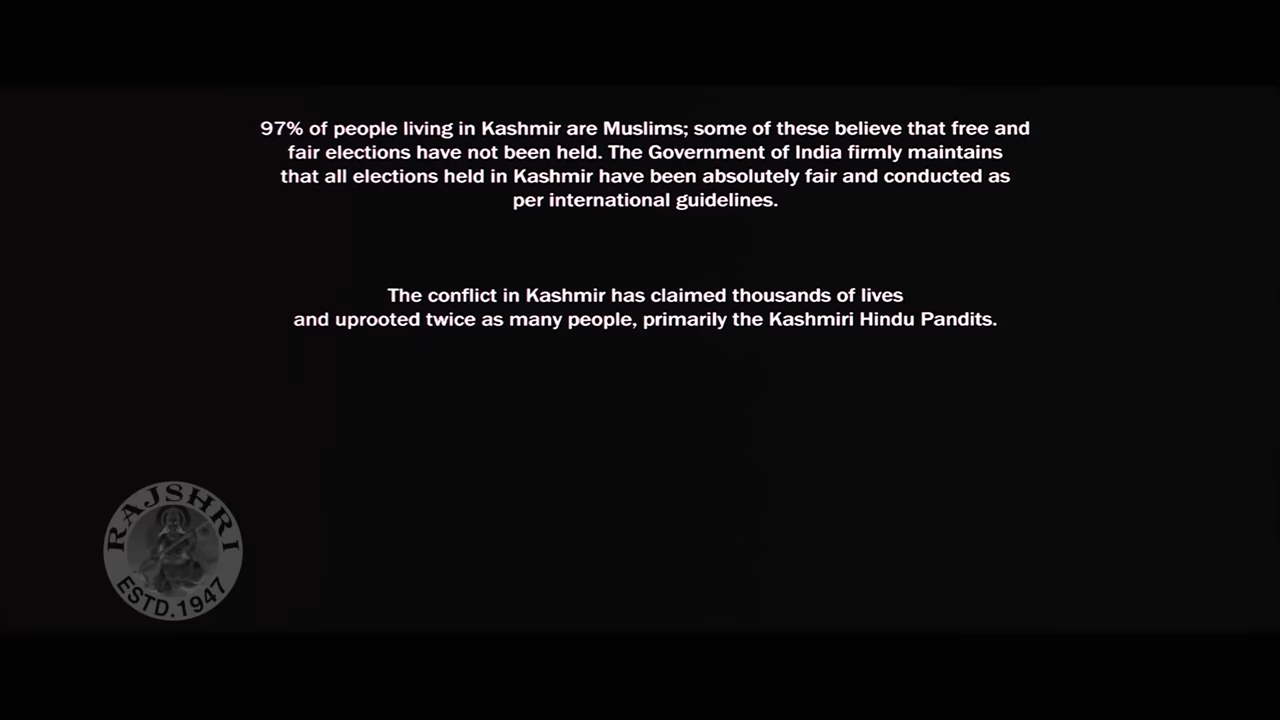 97% of people living in Kashmir are Muslims; some of these believe that free and
fair elections have not been held. The Government of India firmly maintains
that all elections held in Kashmir have been absolutely fair and conducted as
per international guidelines.
The conflict in Kashmir has claimed thousands of lives
and uprooted twice as many people, primarily the Kashmiri Hindu Pandits.
RAJSHRI
ESTD.1947